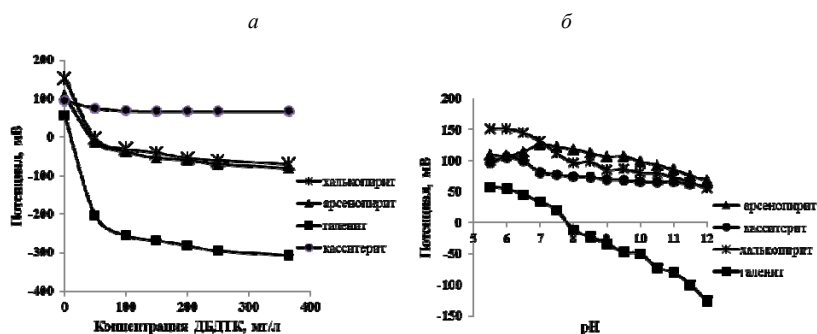 а
б
Потенциал, мВ
200
100
0
-100
-200
-300
-400
0
100
200
300
400
Концентрация ДБДТК, мг/л
халькопирит
арсенопирит
галенит
касситерит
Потенциал, мВ
200
150
100
50
0
-50
-100
-150
5
6
7
8
9
10
11
12
pH
арсенопирит
касситерит
халькопирит
галенит